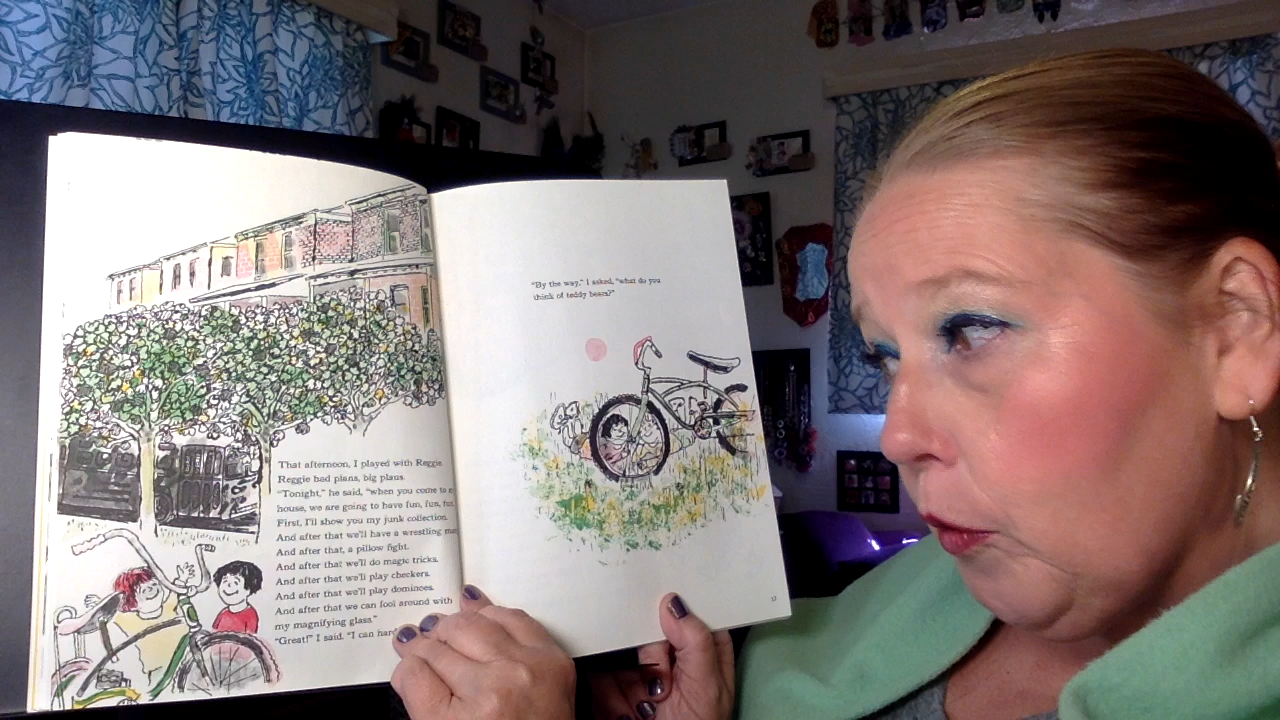 That afternoon, I played with Reggie.
Reggie had plans, big plans.
"Tonight," he said, "when you come to
house, we are going to have fun, fun, fun.
First, I'll show you my junk collection.
And after that we'll have a wrestling
And after that, a pillow fight.
And after that we'll do magic tricks.
And after that we'll play checkers.
And after that we'll play dominoes.
And after that we can fool around with
my magnifying glass."
"Great!" I said. "I can
"By the way," I asked, "what do you
think of teddy bears?"